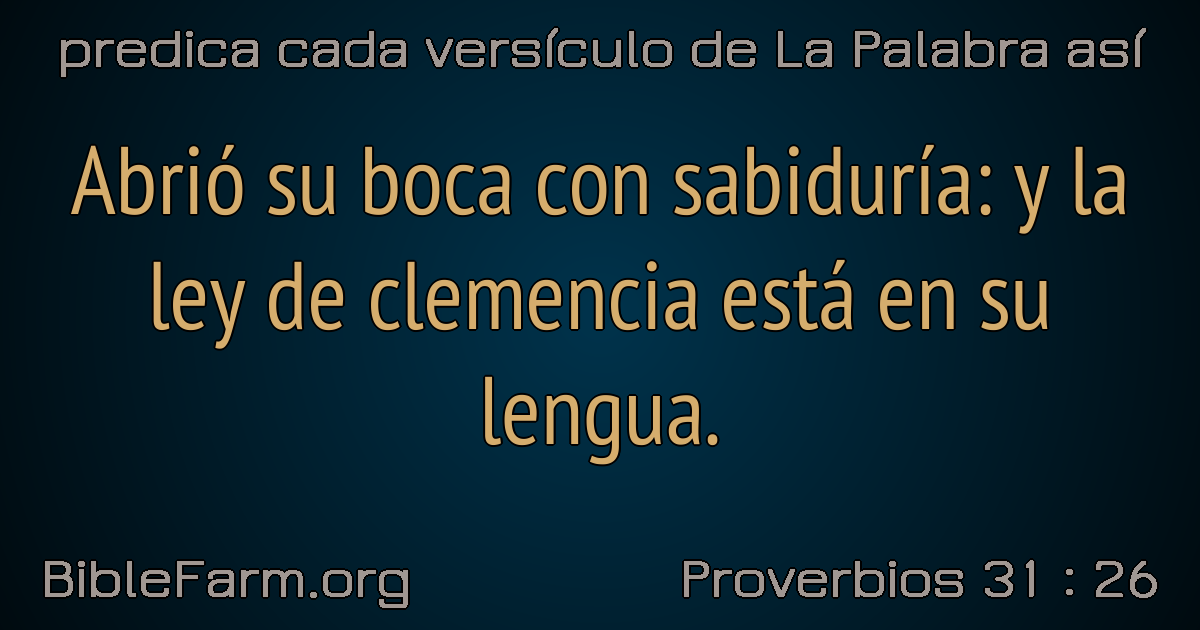 predica cada versículo de La Palabra así
Abrió su boca con sabiduría: y la
ley de clemencia está en su
lengua.
BibleFarm.org
Proverbios 31 : 26